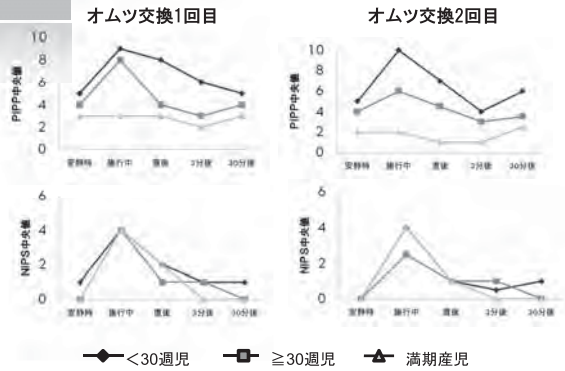 オムツ交換1回目
オムツ交換2回目
PIPP中央値
10
8
6
4
2
0
安静時 施行中 直後 3分後 30分後
PIPP中央値
10
8
6
4
2
0
安静時 施行中 直後 3分後 30分後
NIPS中央値
6
4
2
0
安静時 施行中 直後 3分後 30分後
NIPS中央値
6
4
2
0
安静時 施行中 直後 3分後 30分後
<30週児 ≧30週児 満期産児